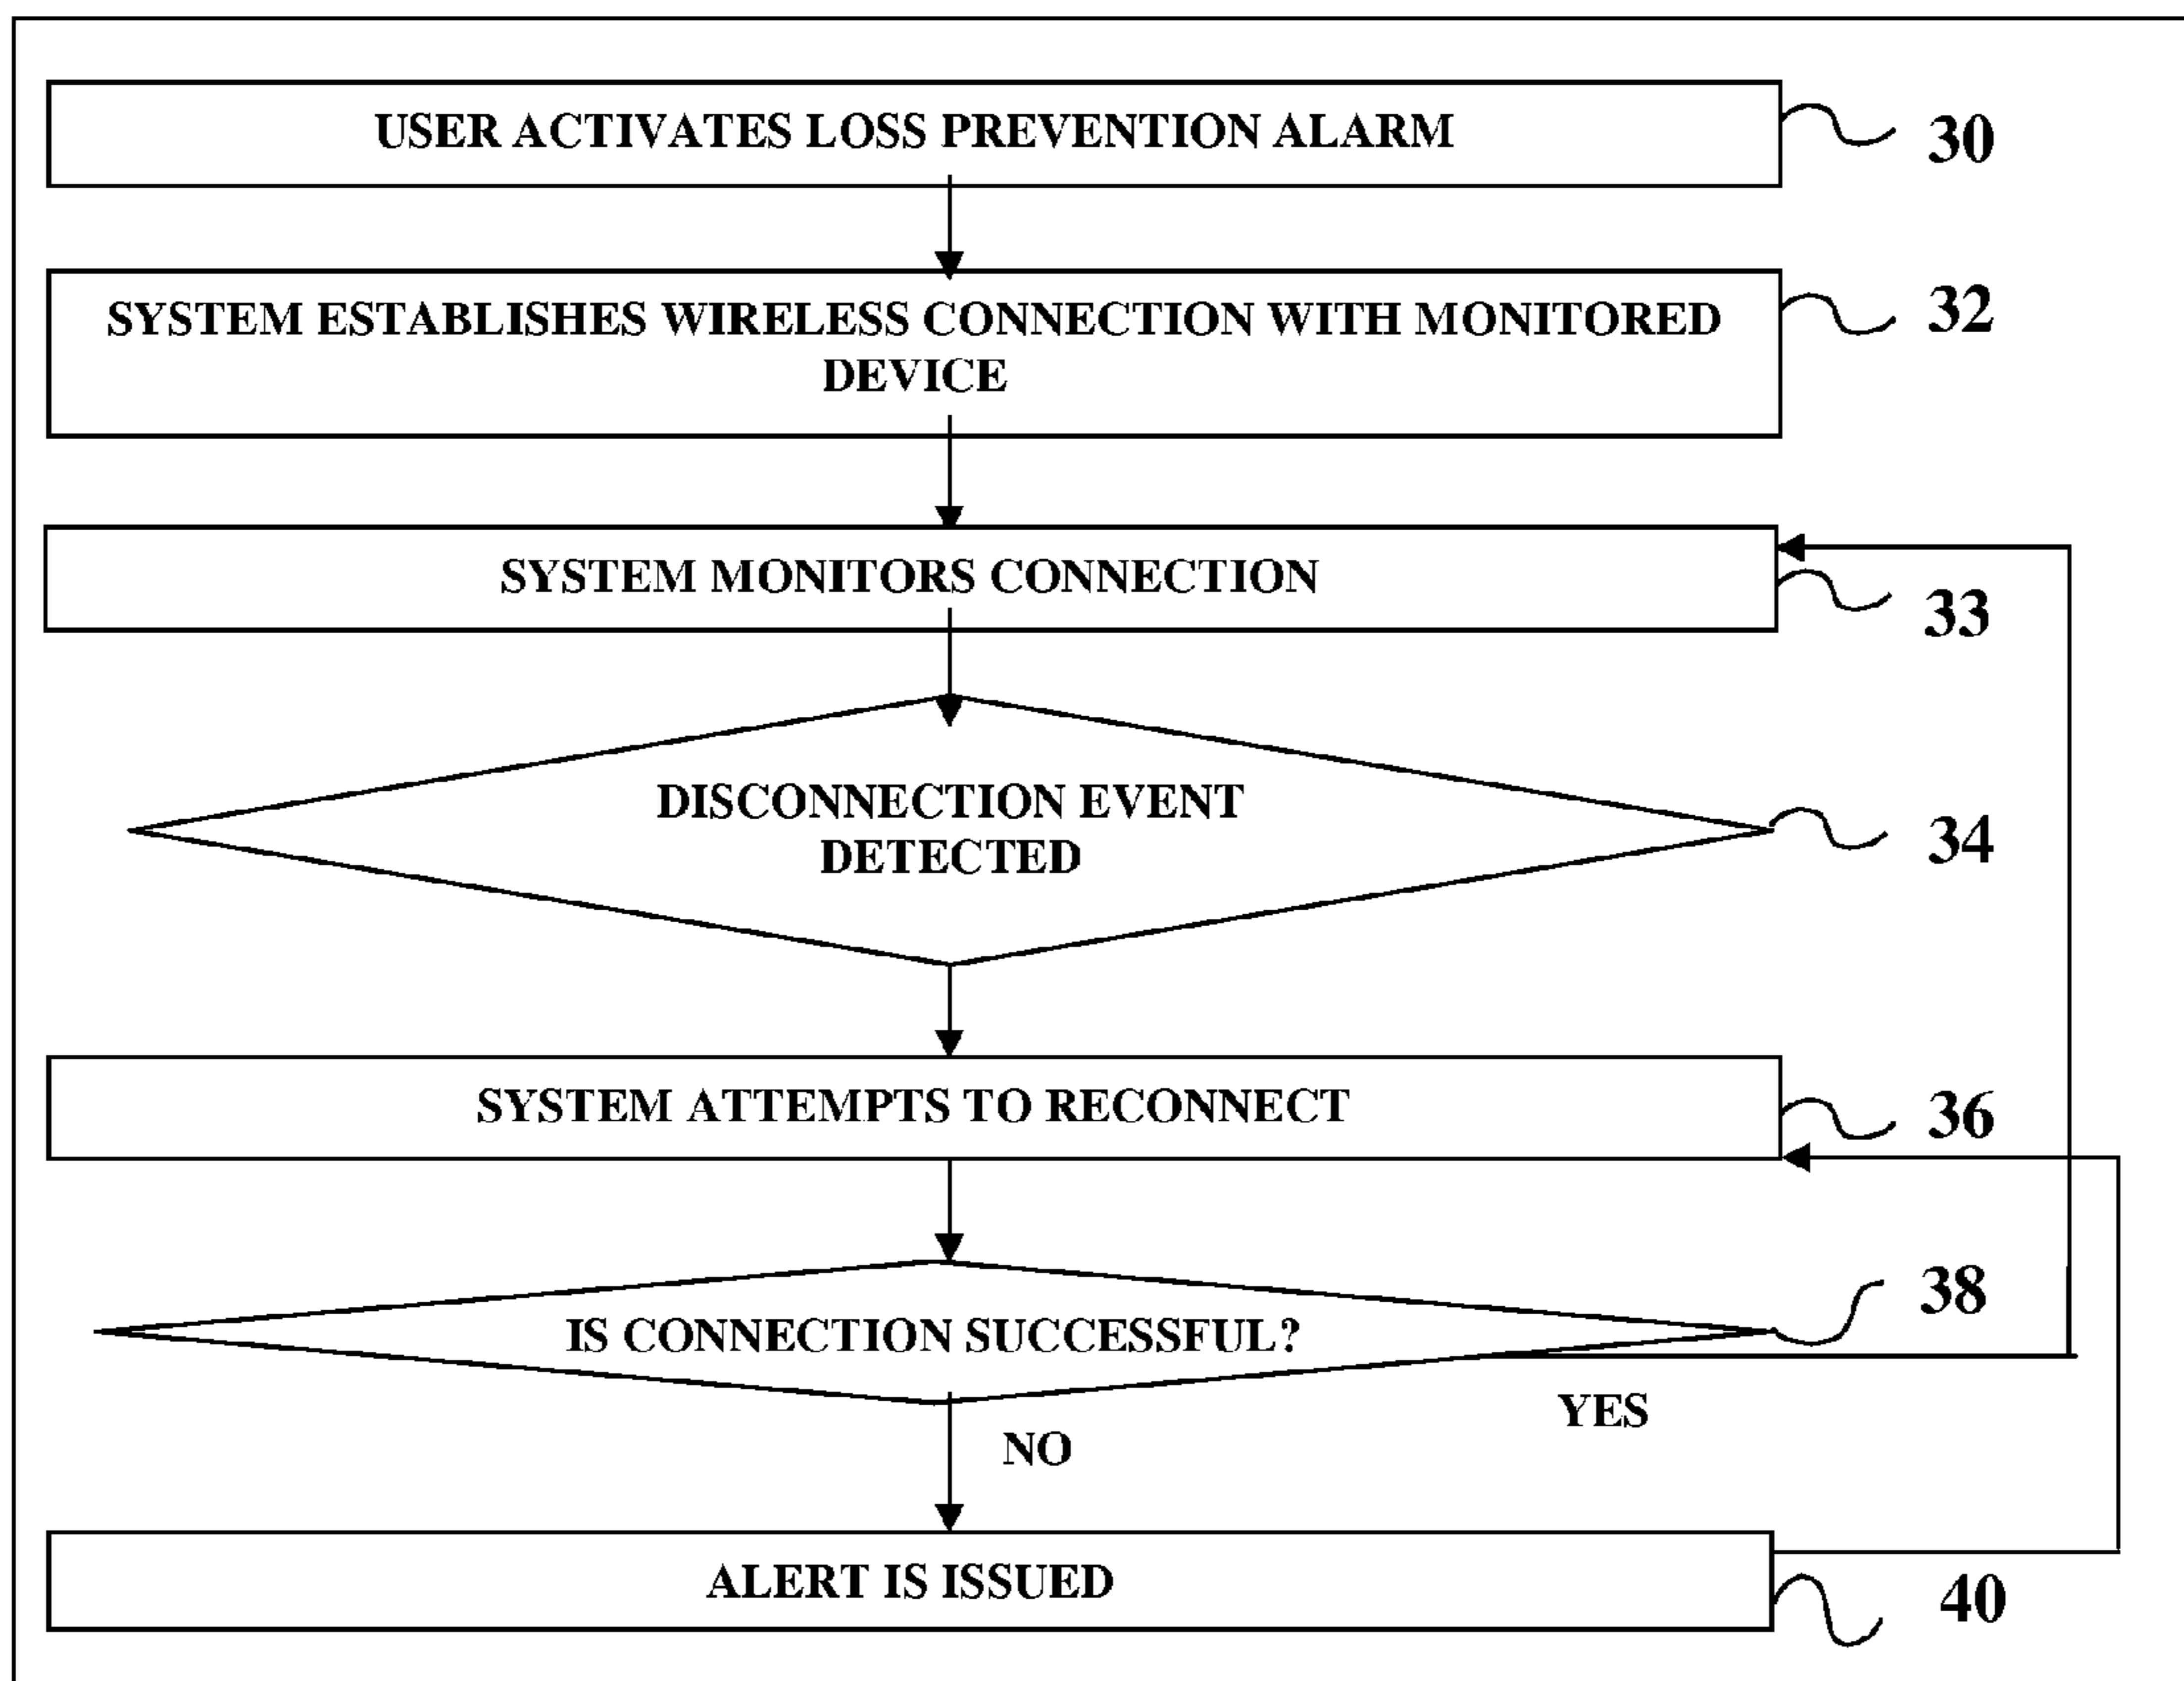 USER ACTIVATES LOSS PREVENTION ALARM
30
SYSTEM ESTABLISHES WIRELESS CONNECTION WITH MONITORED
DEVICE
32
SYSTEM MONITORS CONNECTION
33
DISCONNECTION EVENT
DETECTED
34
SYSTEM ATTEMPTS TO RECONNECT
36
IS CONNECTION SUCCESSFUL?
38
YES
NO
ALERT IS ISSUED
40